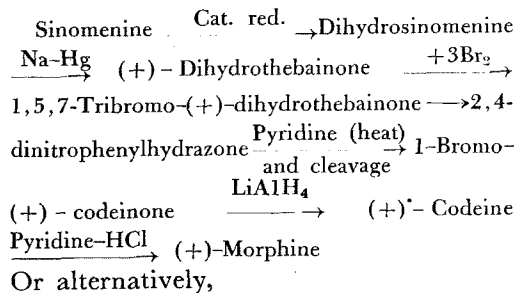 Sinomenine Cat. red. →Dihydrosinomenine
Na–Hg → (+) – Dihydrothebainone +3Br₂ →
1,5,7-Tribromo-(+)-dihydrothebainone →2,4-
dinitrophenylhydrazone Pyridine (heat) and cleavage → 1–Bromo–
(+) – codeinone LiA1H₄ → (+)– Codeine
Pyridine–HCl → (+)–Morphine
Or alternatively,